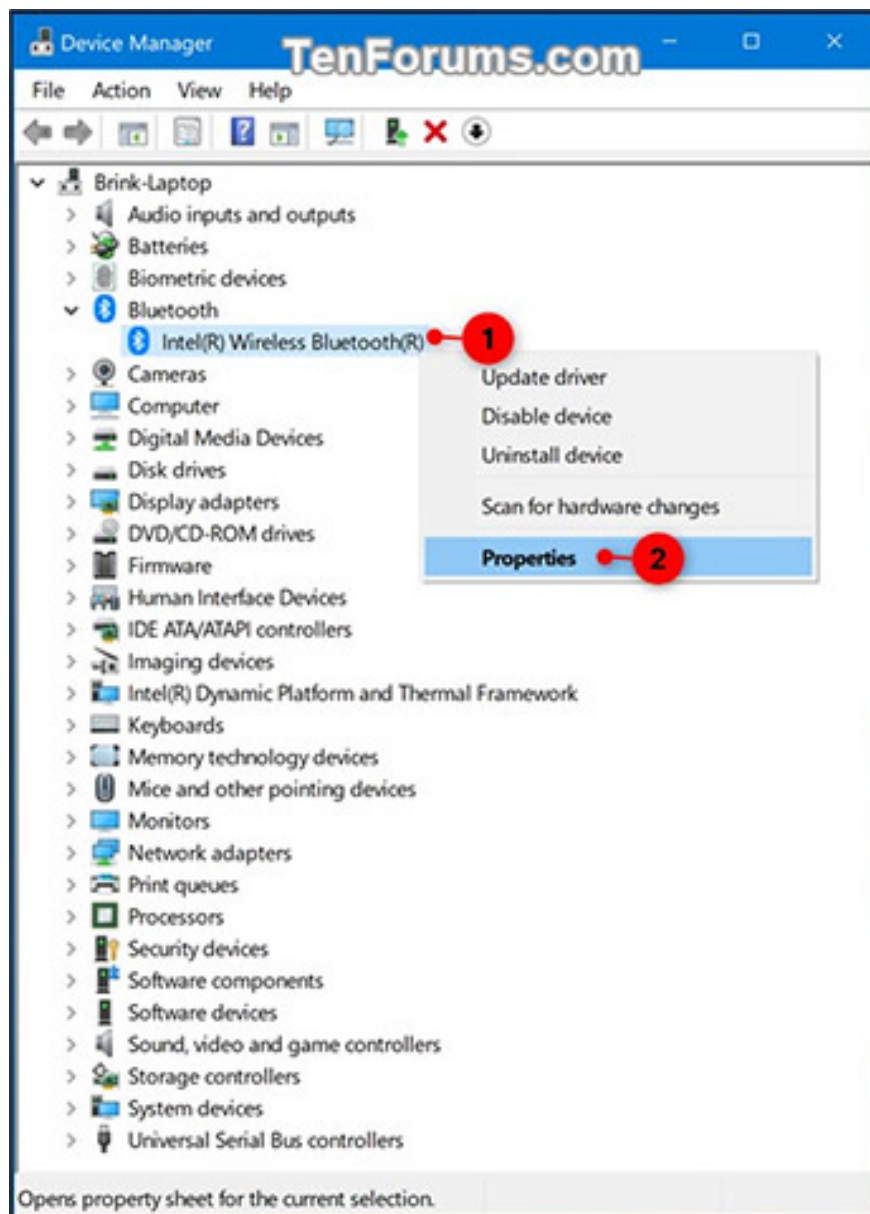 Device Manager
TenForums.com
File Action View Help
Brink-Laptop
Audio inputs and outputs
Batteries
Biometric devices
Bluetooth
Intel(R) Wireless Bluetooth(R)
1
Cameras
Update driver
Computer
Disable device
Digital Media Devices
Uninstall device
Disk drives
Display adapters
Scan for hardware changes
DVD/CD-ROM drives
Properties
2
Firmware
Human Interface Devices
IDE ATA/ATAPI controllers
Imaging devices
Intel(R) Dynamic Platform and Thermal Framework
Keyboards
Memory technology devices
Mice and other pointing devices
Monitors
Network adapters
Print queues
Processors
Security devices
Software components
Software devices
Sound, video and game controllers
Storage controllers
System devices
Universal Serial Bus controllers
Opens property sheet for the current selection.